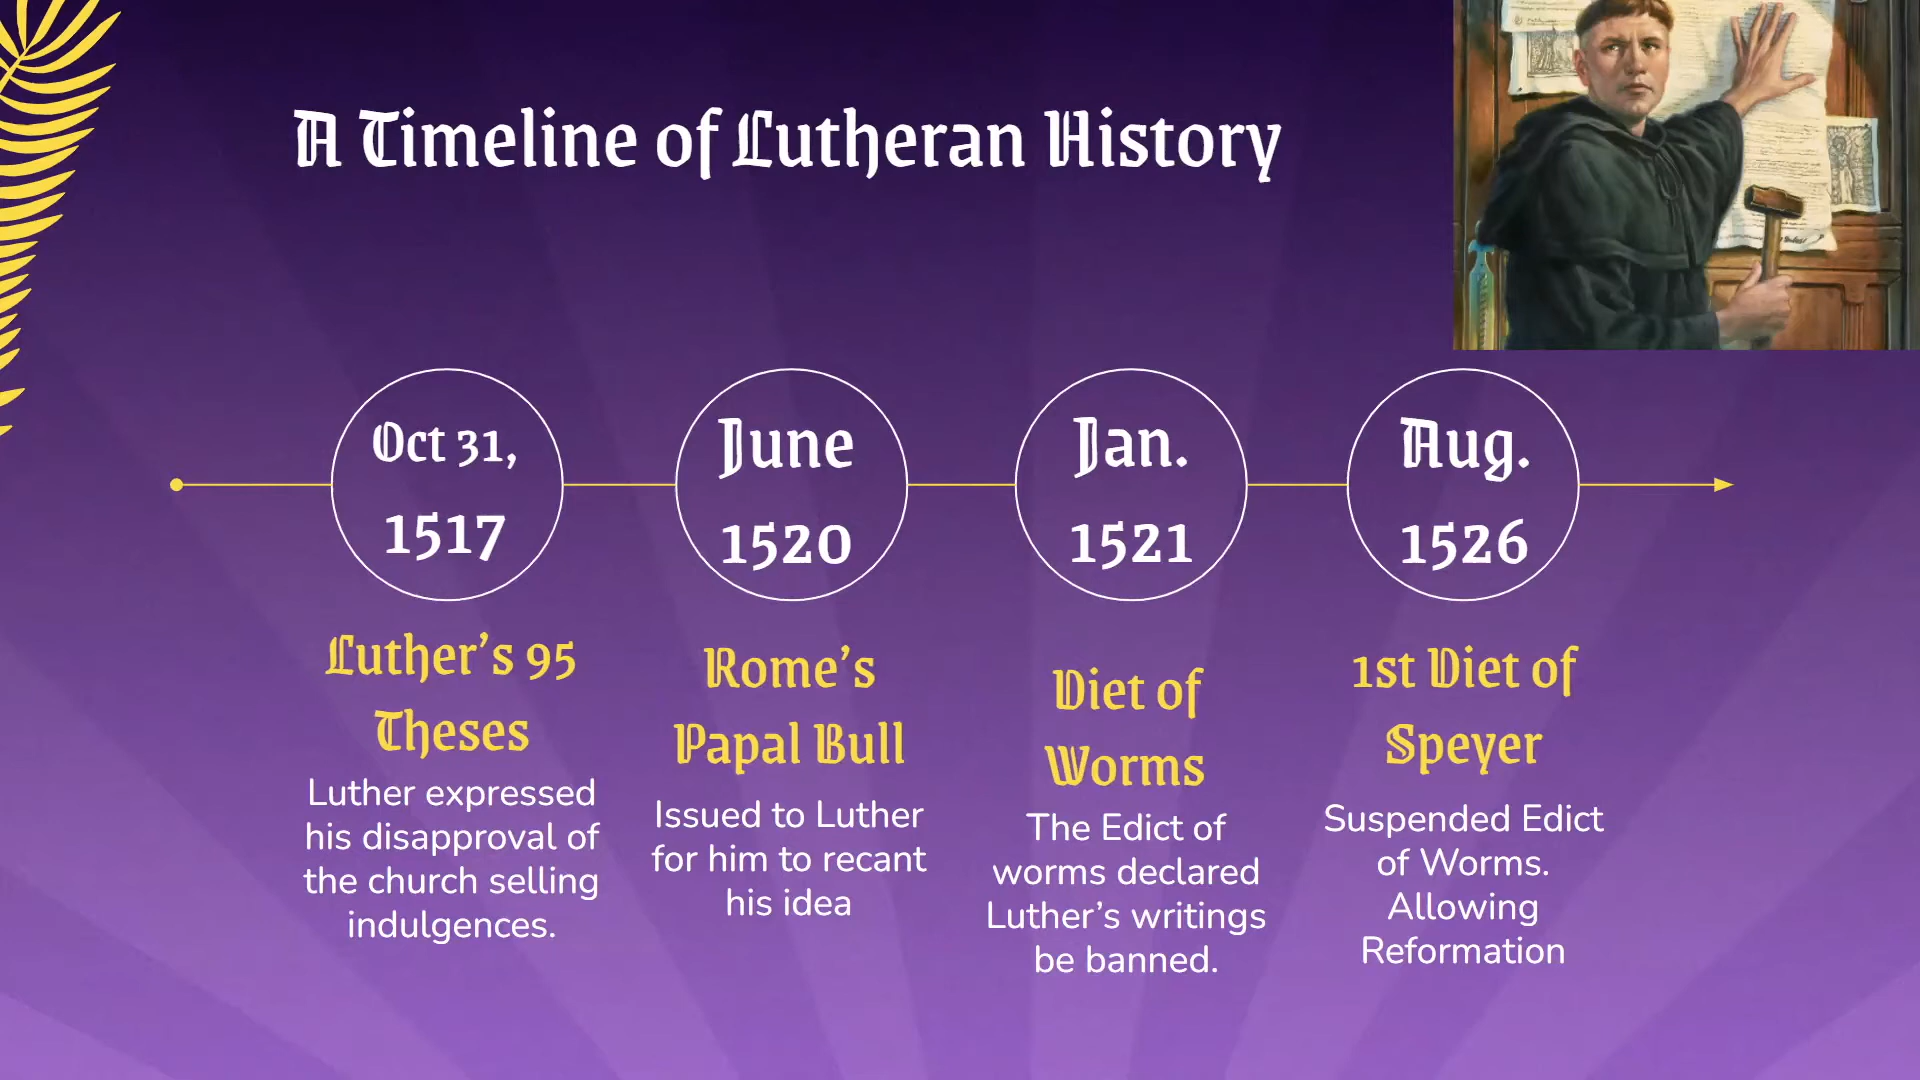 A Timeline of Lutheran History
Oct 31,
1517
June
1520
Jan.
1521
Aug.
1526
Luther's 95
Theses
Luther expressed
his disapproval of
the church selling
indulgences.
Rome's
Papal Bull
Issued to Luther
for him to recant
his idea
Diet of
Worms
The Edict of
worms declared
Luther's writings
be banned.
1st Diet of
Speyer
Suspended Edict
of Worms.
Allowing
Reformation